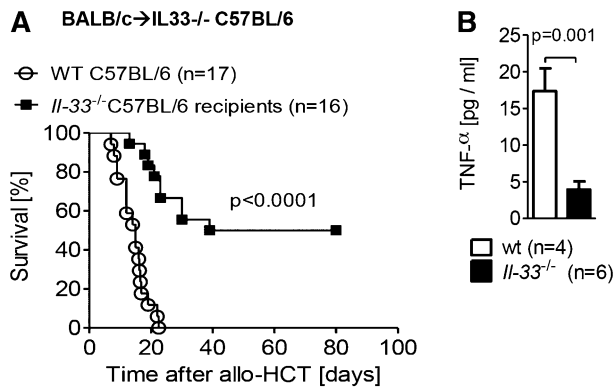 A
BALB/c→IL33-/- C57BL/6
WT C57BL/6 (n=17)
Il-33-/-C57BL/6 recipients (n=16)
100
80
60
40
20
0
Survival [%]
p<0.0001
0 20 40 60 80 100
Time after allo-HCT [days]
B
p=0.001
25
20
15
10
5
0
TNF-α [pg / ml]
wt (n=4)
Il-33-/- (n=6)